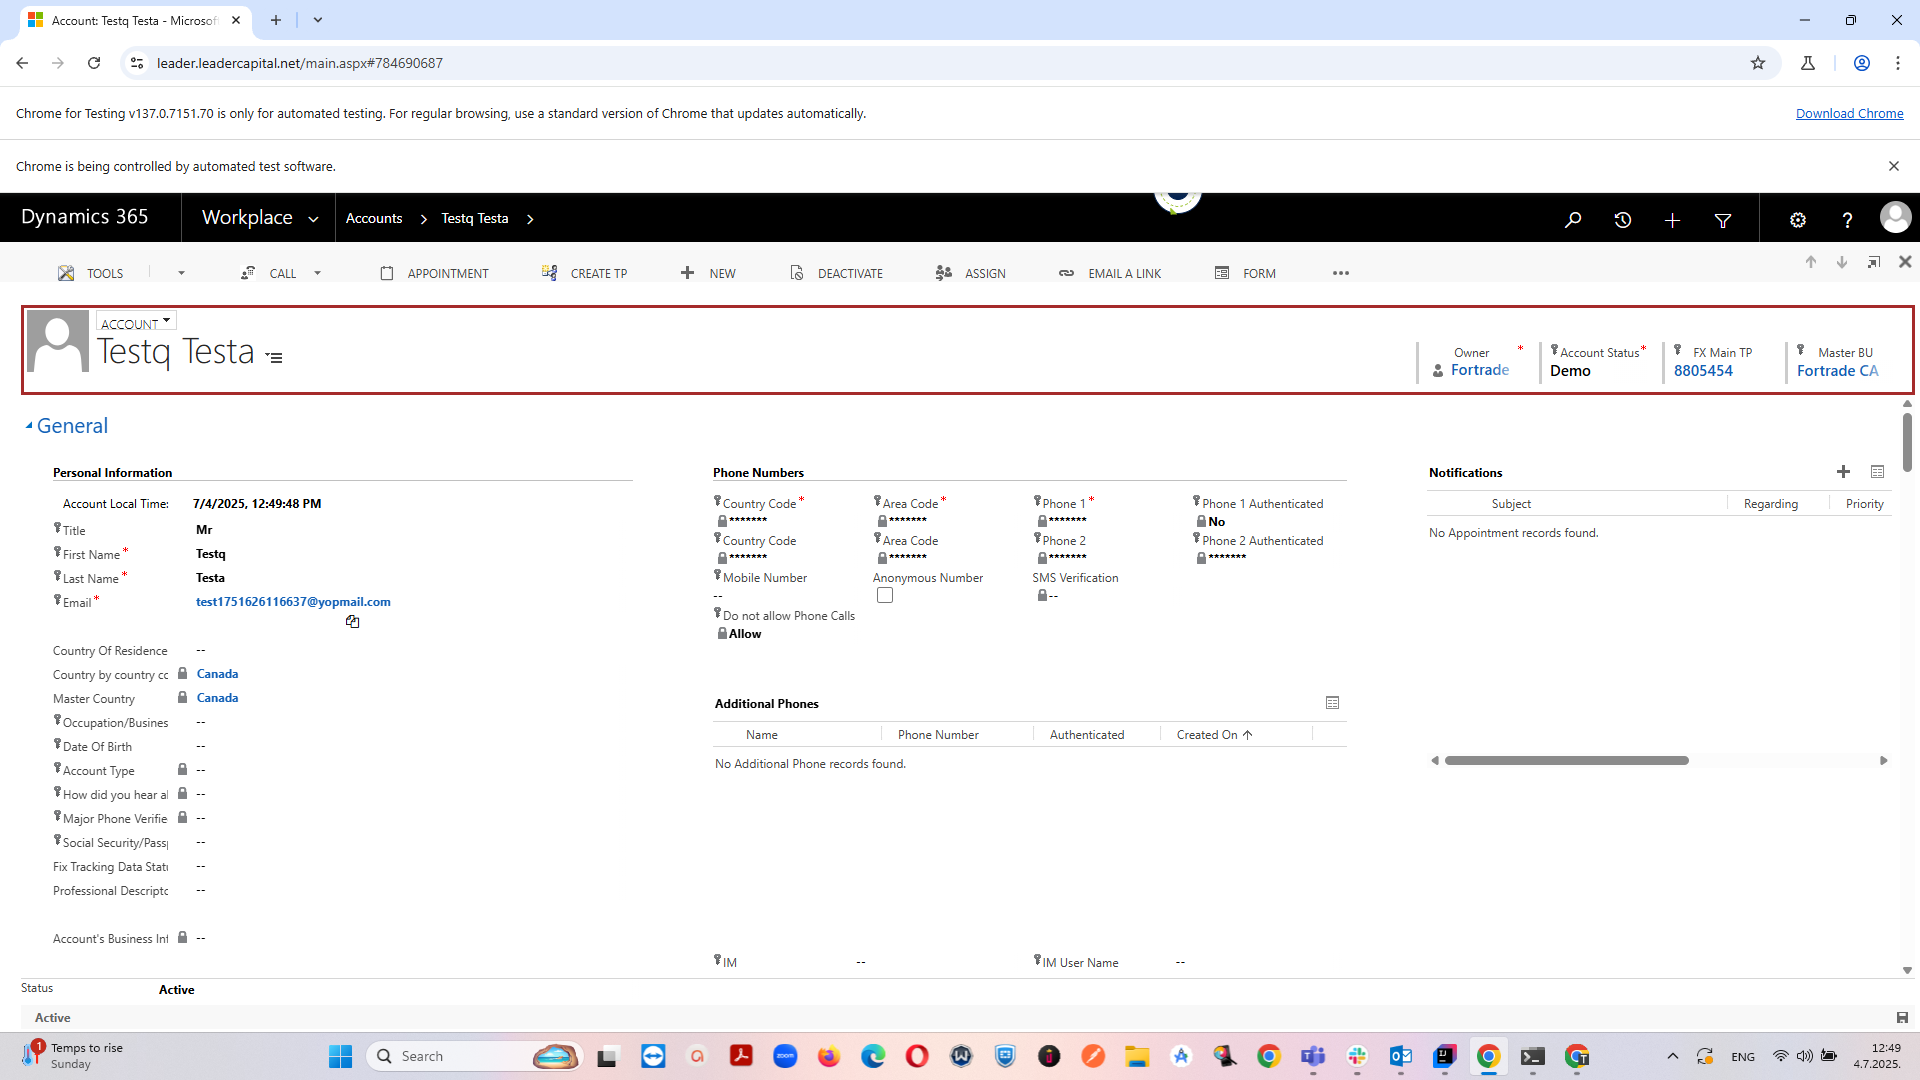 Account: Testq Testa - Microsof
leader.leadercapital.net/main.aspx#784690687
Chrome for Testing v137.0.7151.70 is only for automated testing. For regular browsing, use a standard version of Chrome that updates automatically.
Download Chrome
Chrome is being controlled by automated test software.
Dynamics 365
Workplace
Accounts
Testq Testa
TOOLS
CALL
APPOINTMENT
CREATE TP
NEW
DEACTIVATE
ASSIGN
EMAIL A LINK
FORM
ACCOUNT
Testq Testa
Owner *
Fortrade
Account Status *
Demo
FX Main TP
8805454
Master BU
Fortrade CA
General
Personal Information
Account Local Time:
7/4/2025, 12:49:48 PM
Title
Mr
First Name *
Testq
Last Name *
Testa
Email *
test1751626116637@yopmail.com
Country Of Residence
--
Country by country cc
Canada
Master Country
Canada
Occupation/Busines
--
Date Of Birth
--
Account Type
--
How did you hear al
--
Major Phone Verifie
--
Social Security/Pass
--
Fix Tracking Data Stat
--
Professional Descripto
--
Account's Business Int
--
Phone Numbers
Country Code *
Area Code *
Phone 1 *
Phone 1 Authenticated
*******
*******
*******
No
Country Code
Area Code
Phone 2
Phone 2 Authenticated
*******
*******
*******
*******
Mobile Number
Anonymous Number
SMS Verification
--
--
Do not allow Phone Calls
Allow
Additional Phones
Name
Phone Number
Authenticated
Created On
No Additional Phone records found.
IM
--
IM User Name
--
Notifications
Subject
Regarding
Priority
No Appointment records found.
Status
Active
Active
1
Temps to rise
Sunday
Search
zoom
ENG
12:49
4.7.2025.